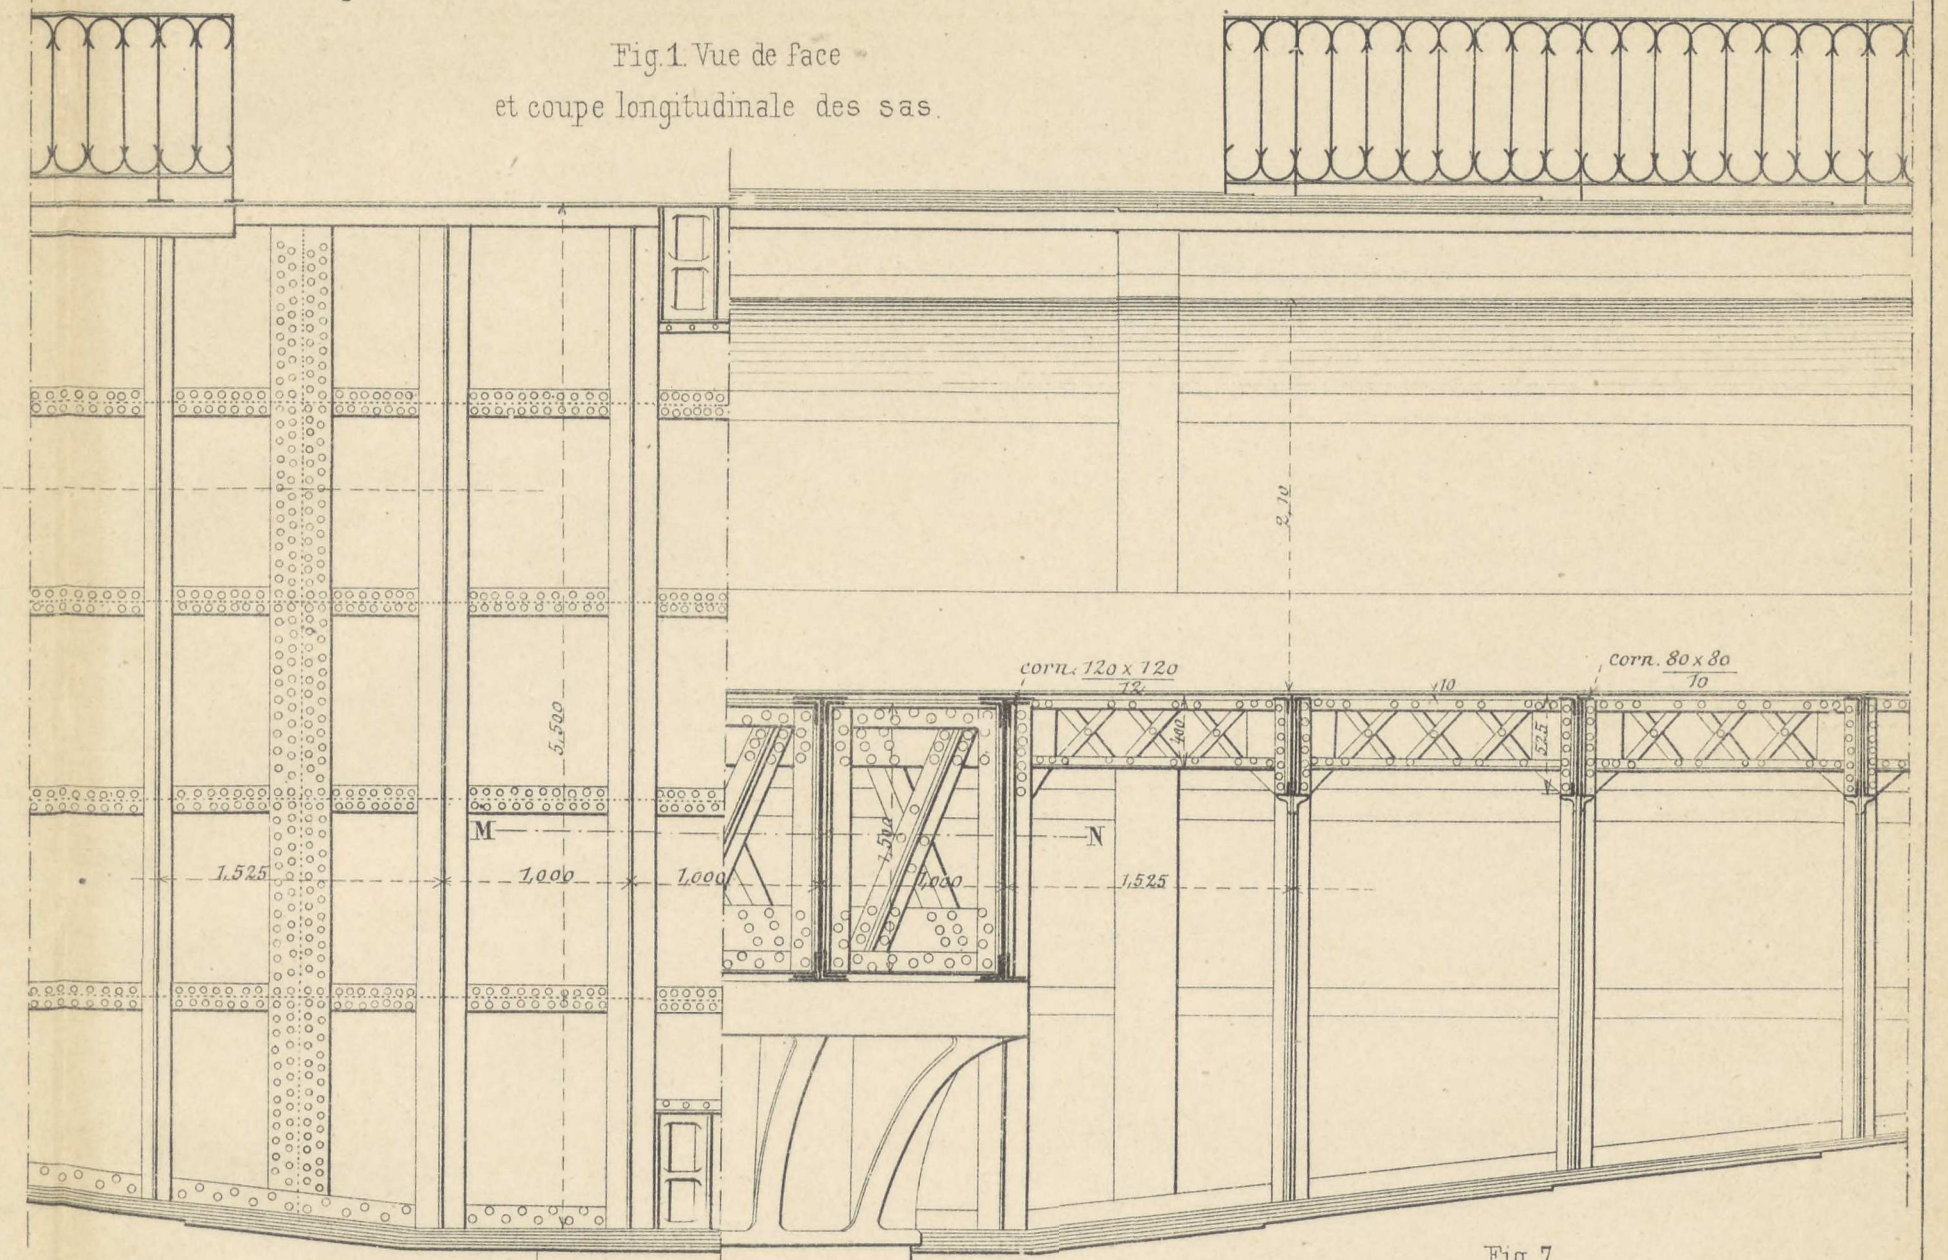 Fig.1. Vue de face
et coupe longitudinale des sas.
2,10
corn. 120 x 120
12
corn. 80 x 80
10
10
400
525
5,500
M
N
1,500
1,525
1,000
1,000
1,000
1,525
Fig. 7